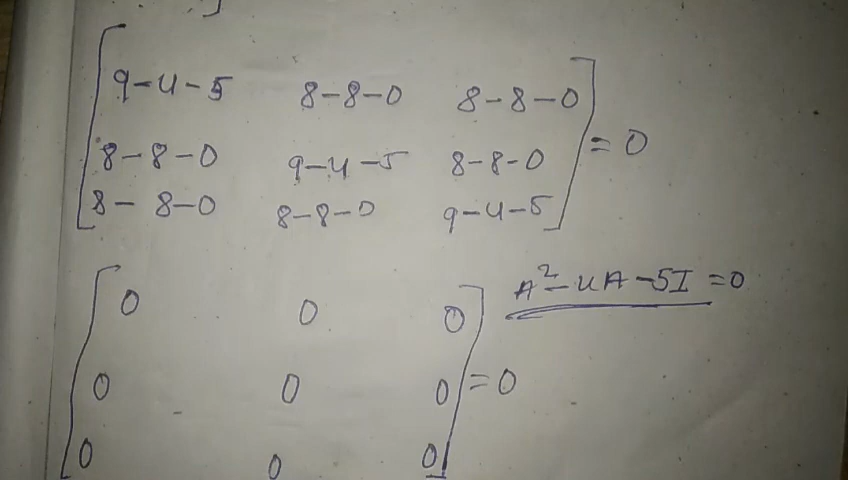 [ 9-4-5 8-8-0 8-8-0
8-8-0 9-4-5 8-8-0 ] = 0
8-8-0 8-8-0 9-4-5
A² - 4A - 5I = 0
[ 0 0 0
0 0 0 ] = 0
0 0 0